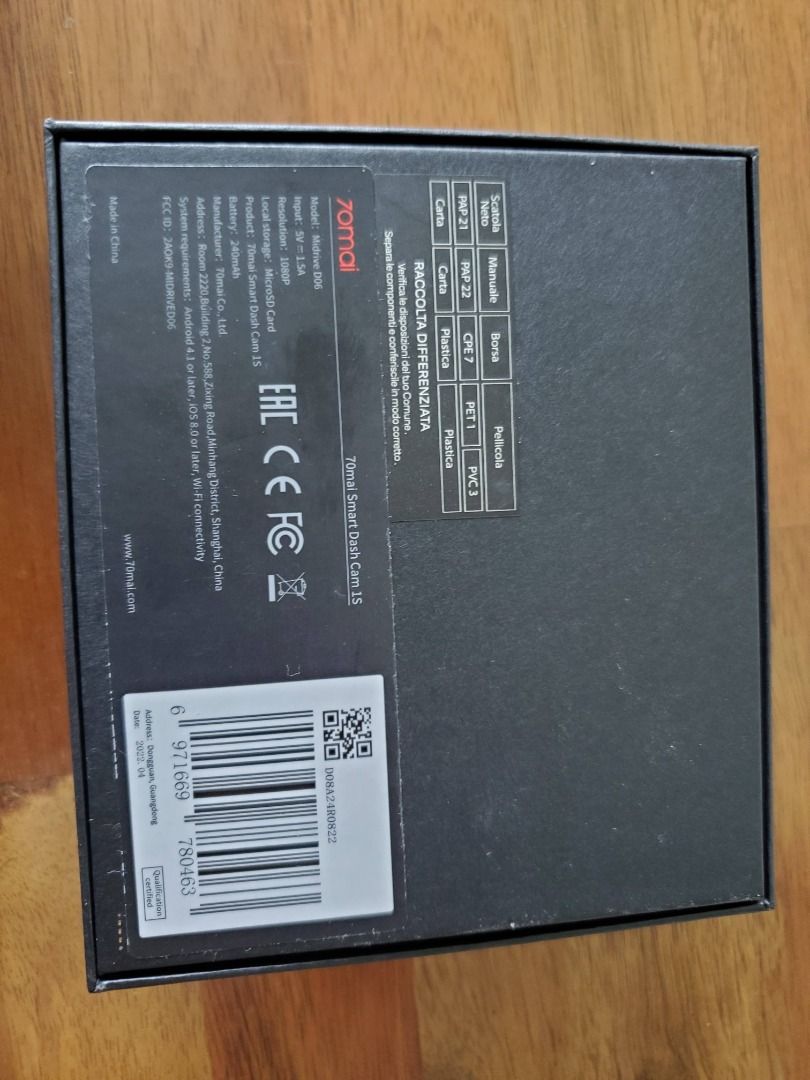 Scatola Neto Manuale Borsa Pellicola
PAP 21 PAP 22 CPE 7 PET 1 PVC 3
Carta Carta Plastica Plastica
RACCOLTA DIFFERENZIATA
Verifica le disposizioni del tuo Comune.
Separa le componenti e conferiscile in modo corretto.
70mai
70mai Smart Dash Cam 1S
Model: Midrive D06
Input: 5V⎓1.5A
Resolution: 1080P
Local storage: MicroSD Card
Product: 70mai Smart Dash Cam 1S
Battery: 240mAh
Manufacturer: 70mai Co., Ltd.
Address: Room 2220,Building 2,No.588,Zixing Road,Minhang District, Shanghai, China
System requirements: Android 4.1 or later, iOS 8.0 or later, Wi-Fi connectivity
FCC ID: 2AOK9-MIDRIVED06
EAC CE FC
Made in China
www.70mai.com
D08A24R0822
6 971669 780463
Address: Dongguan, Guangdong
Date: 2022. 04
Qualification
certified